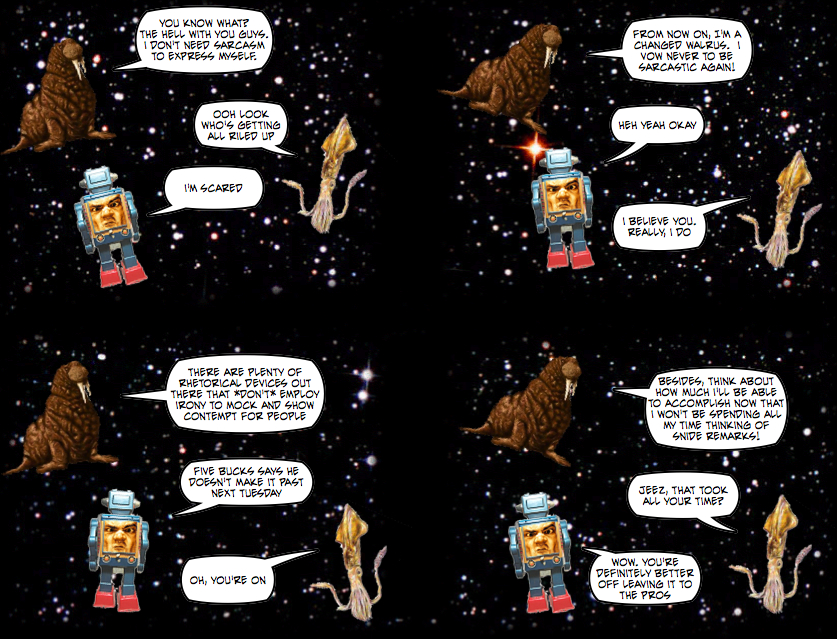 YOU KNOW WHAT?
THE HELL WITH YOU GUYS.
I DON'T NEED SARCASM
TO EXPRESS MYSELF.
OOH LOOK
WHO'S GETTING
ALL RILED UP
I'M SCARED
FROM NOW ON, I'M A
CHANGED WALRUS. I
VOW NEVER TO BE
SARCASTIC AGAIN!
HEH YEAH OKAY
I BELIEVE YOU.
REALLY, I DO
THERE ARE PLENTY OF
RHETORICAL DEVICES OUT
THERE THAT *DON'T* EMPLOY
IRONY TO MOCK AND SHOW
CONTEMPT FOR PEOPLE
FIVE BUCKS SAYS HE
DOESN'T MAKE IT PAST
NEXT TUESDAY
OH, YOU'RE ON
BESIDES, THINK ABOUT
HOW MUCH I'LL BE ABLE
TO ACCOMPLISH NOW THAT
I WON'T BE SPENDING ALL
MY TIME THINKING OF
SNIDE REMARKS!
JEEZ, THAT TOOK
ALL YOUR TIME?
WOW. YOU'RE
DEFINITELY BETTER
OFF LEAVING IT TO
THE PROS